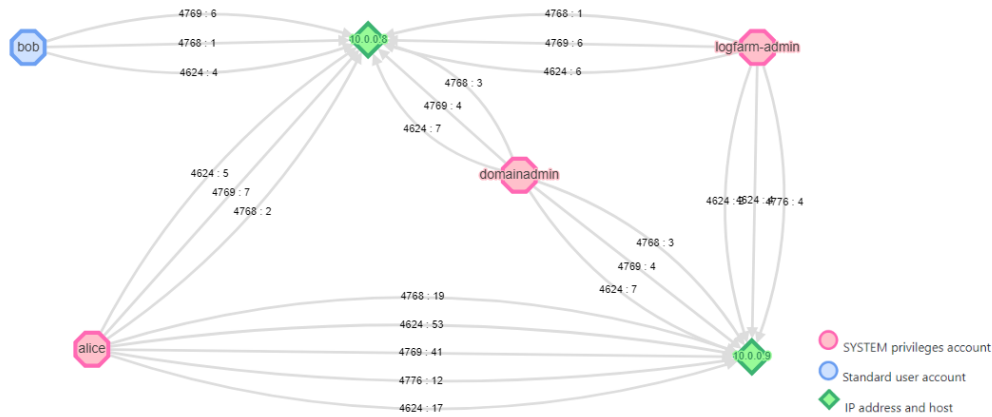 4769 : 6
4768 : 1
bob
10.0.0.8
4768 : 1
4769 : 6
logfarm-admin
4624 : 4
4624 : 6
4768 : 3
4769 : 4
4624 : 7
4624 : 5
domainadmin
4769 : 7
4624 :
4624 :
4776 : 4
4768 : 2
4768 : 3
4769 : 4
4624 : 7
4768 : 19
4624 : 53
alice
4769 : 41
10.0.0.9
SYSTEM privileges account
4776 : 12
Standard user account
4624 : 17
IP address and host